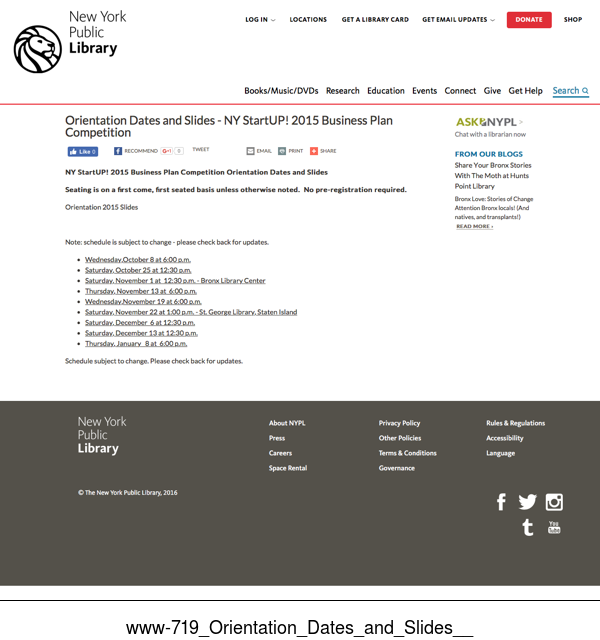 New York
Public
Library
LOG IN
LOCATIONS
GET A LIBRARY CARD
GET EMAIL UPDATES
DONATE
SHOP
Books/Music/DVDs Research Education Events Connect Give Get Help Search
Orientation Dates and Slides - NY StartUP! 2015 Business Plan
Competition
Like 0
RECOMMEND
G+1 0
TWEET
EMAIL
PRINT
SHARE
NY StartUP! 2015 Business Plan Competition Orientation Dates and Slides
Seating is on a first come, first seated basis unless otherwise noted. No pre-registration required.
Orientation 2015 Slides
Note: schedule is subject to change - please check back for updates.
Wednesday,October 8 at 6:00 p.m.
Saturday, October 25 at 12:30 p.m.
Saturday, November 1 at 12:30 p.m. - Bronx Library Center
Thursday, November 13 at 6:00 p.m.
Wednesday,November 19 at 6:00 p.m.
Saturday, November 22 at 1:00 p.m. - St. George Library, Staten Island
Saturday, December 6 at 12:30 p.m.
Saturday, December 13 at 12:30 p.m.
Thursday, January 8 at 6:00 p.m.
Schedule subject to change. Please check back for updates.
ASK NYPL >
Chat with a librarian now
FROM OUR BLOGS
Share Your Bronx Stories
With The Moth at Hunts
Point Library
Bronx Love: Stories of Change
Attention Bronx locals! (And
natives, and transplants!)
READ MORE ›
New York
Public
Library
About NYPL
Press
Careers
Space Rental
Privacy Policy
Other Policies
Terms & Conditions
Governance
Rules & Regulations
Accessibility
Language
© The New York Public Library, 2016
You
Tube
www-719_Orientation_Dates_and_Slides__